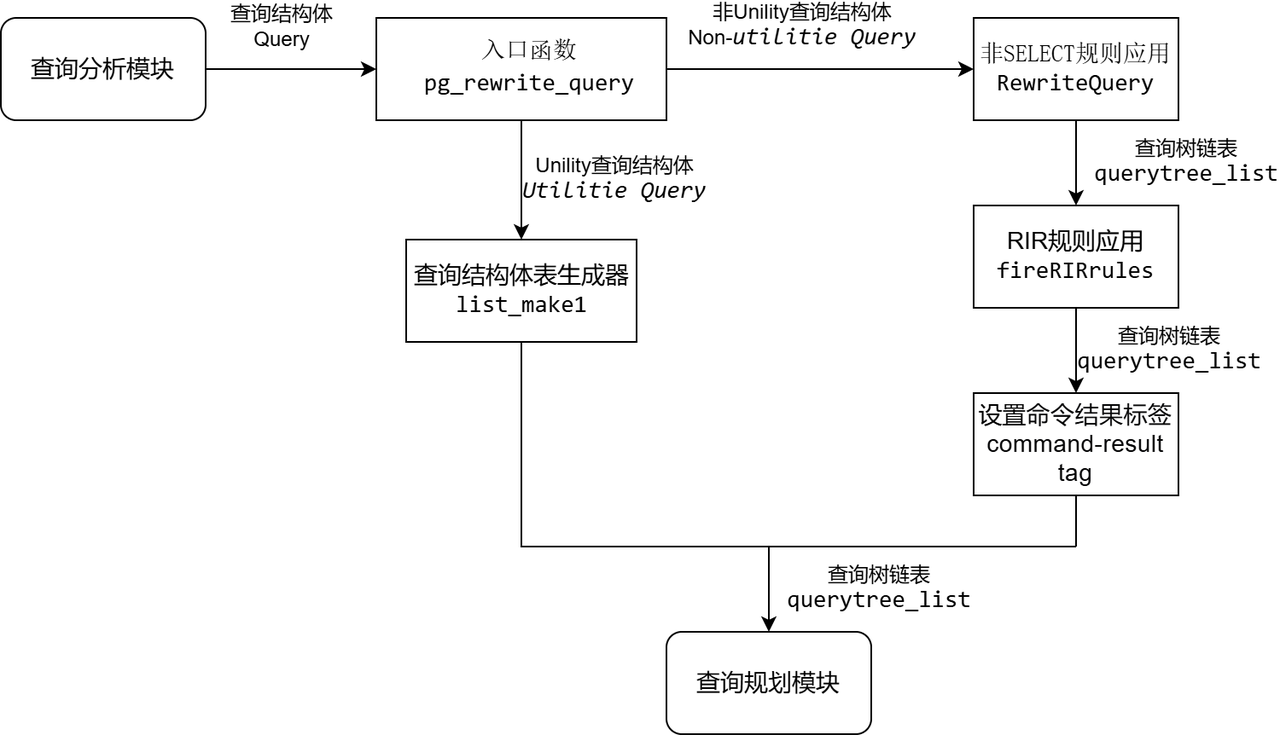 查询分析模块
查询结构体
Query
入口函数
pg_rewrite_query
非Unility查询结构体
Non-utilitie Query
非SELECT规则应用
RewriteQuery
Unility查询结构体
Utilitie Query
查询树链表
querytree_list
查询结构体表生成器
list_make1
RIR规则应用
fireRIRrules
查询树链表
querytree_list
设置命令结果标签
command-result
tag
查询树链表
querytree_list
查询规划模块